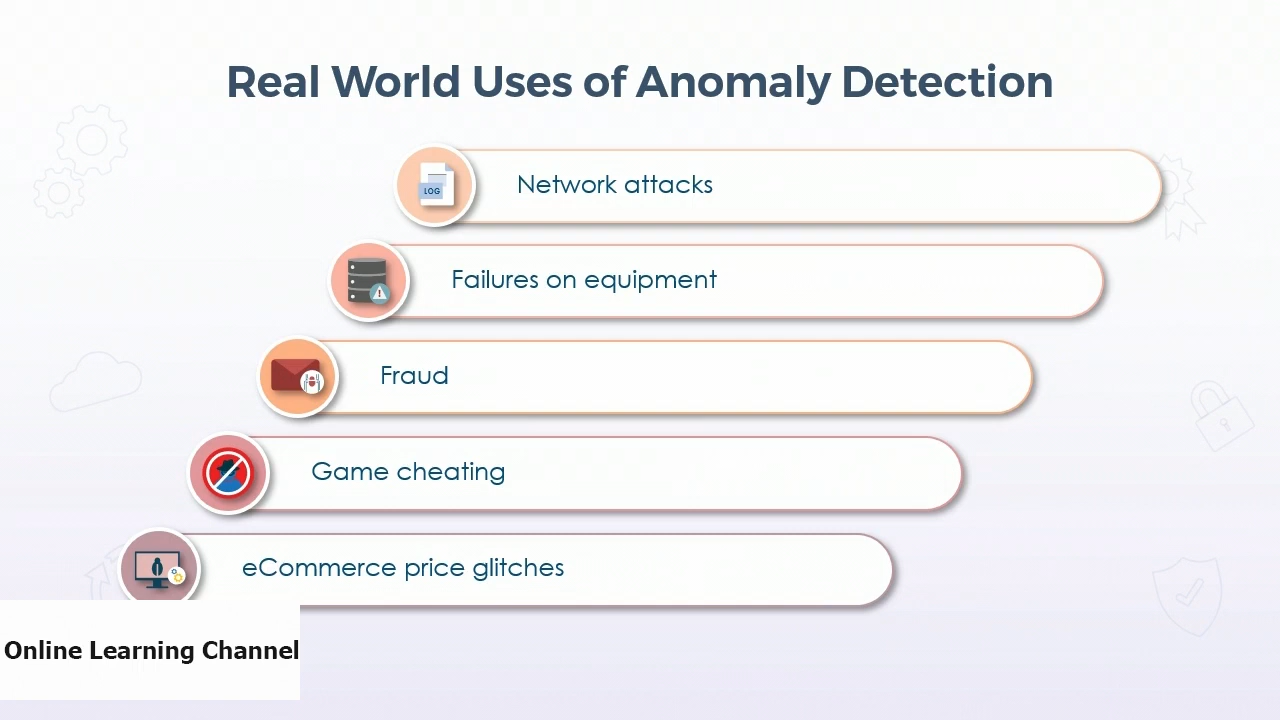 Real World Uses of Anomaly Detection
LOG
Network attacks
Failures on equipment
Fraud
Game cheating
eCommerce price glitches
Online Learning Channel